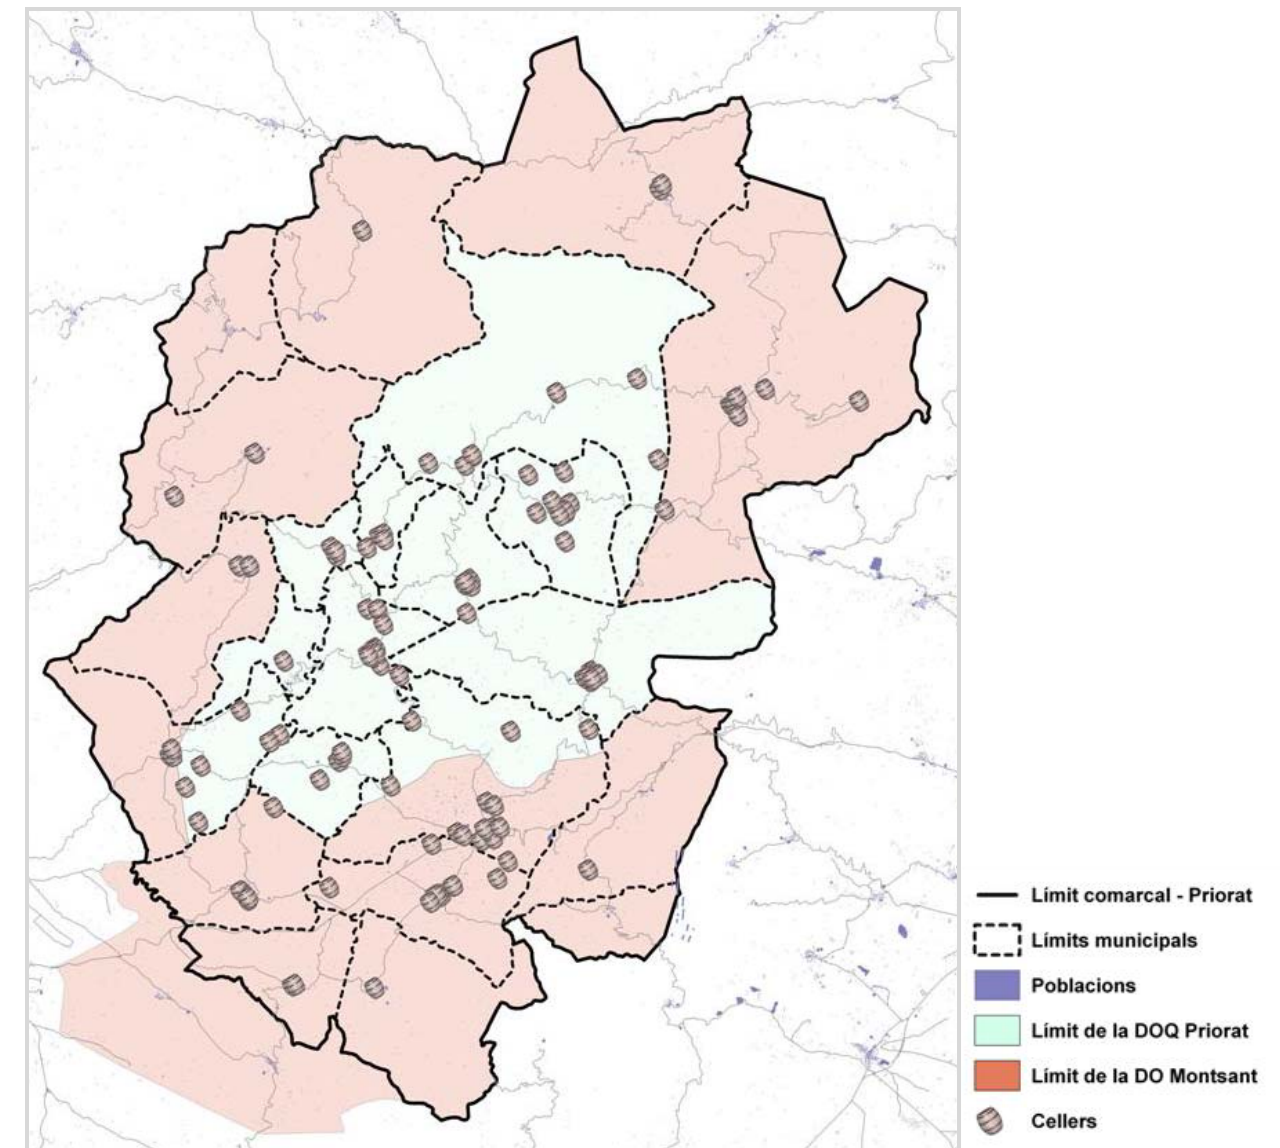 Límit comarcal - Priorat
Límits municipals
Poblacions
Límit de la DOQ Priorat
Límit de la DO Montsant
Cellers